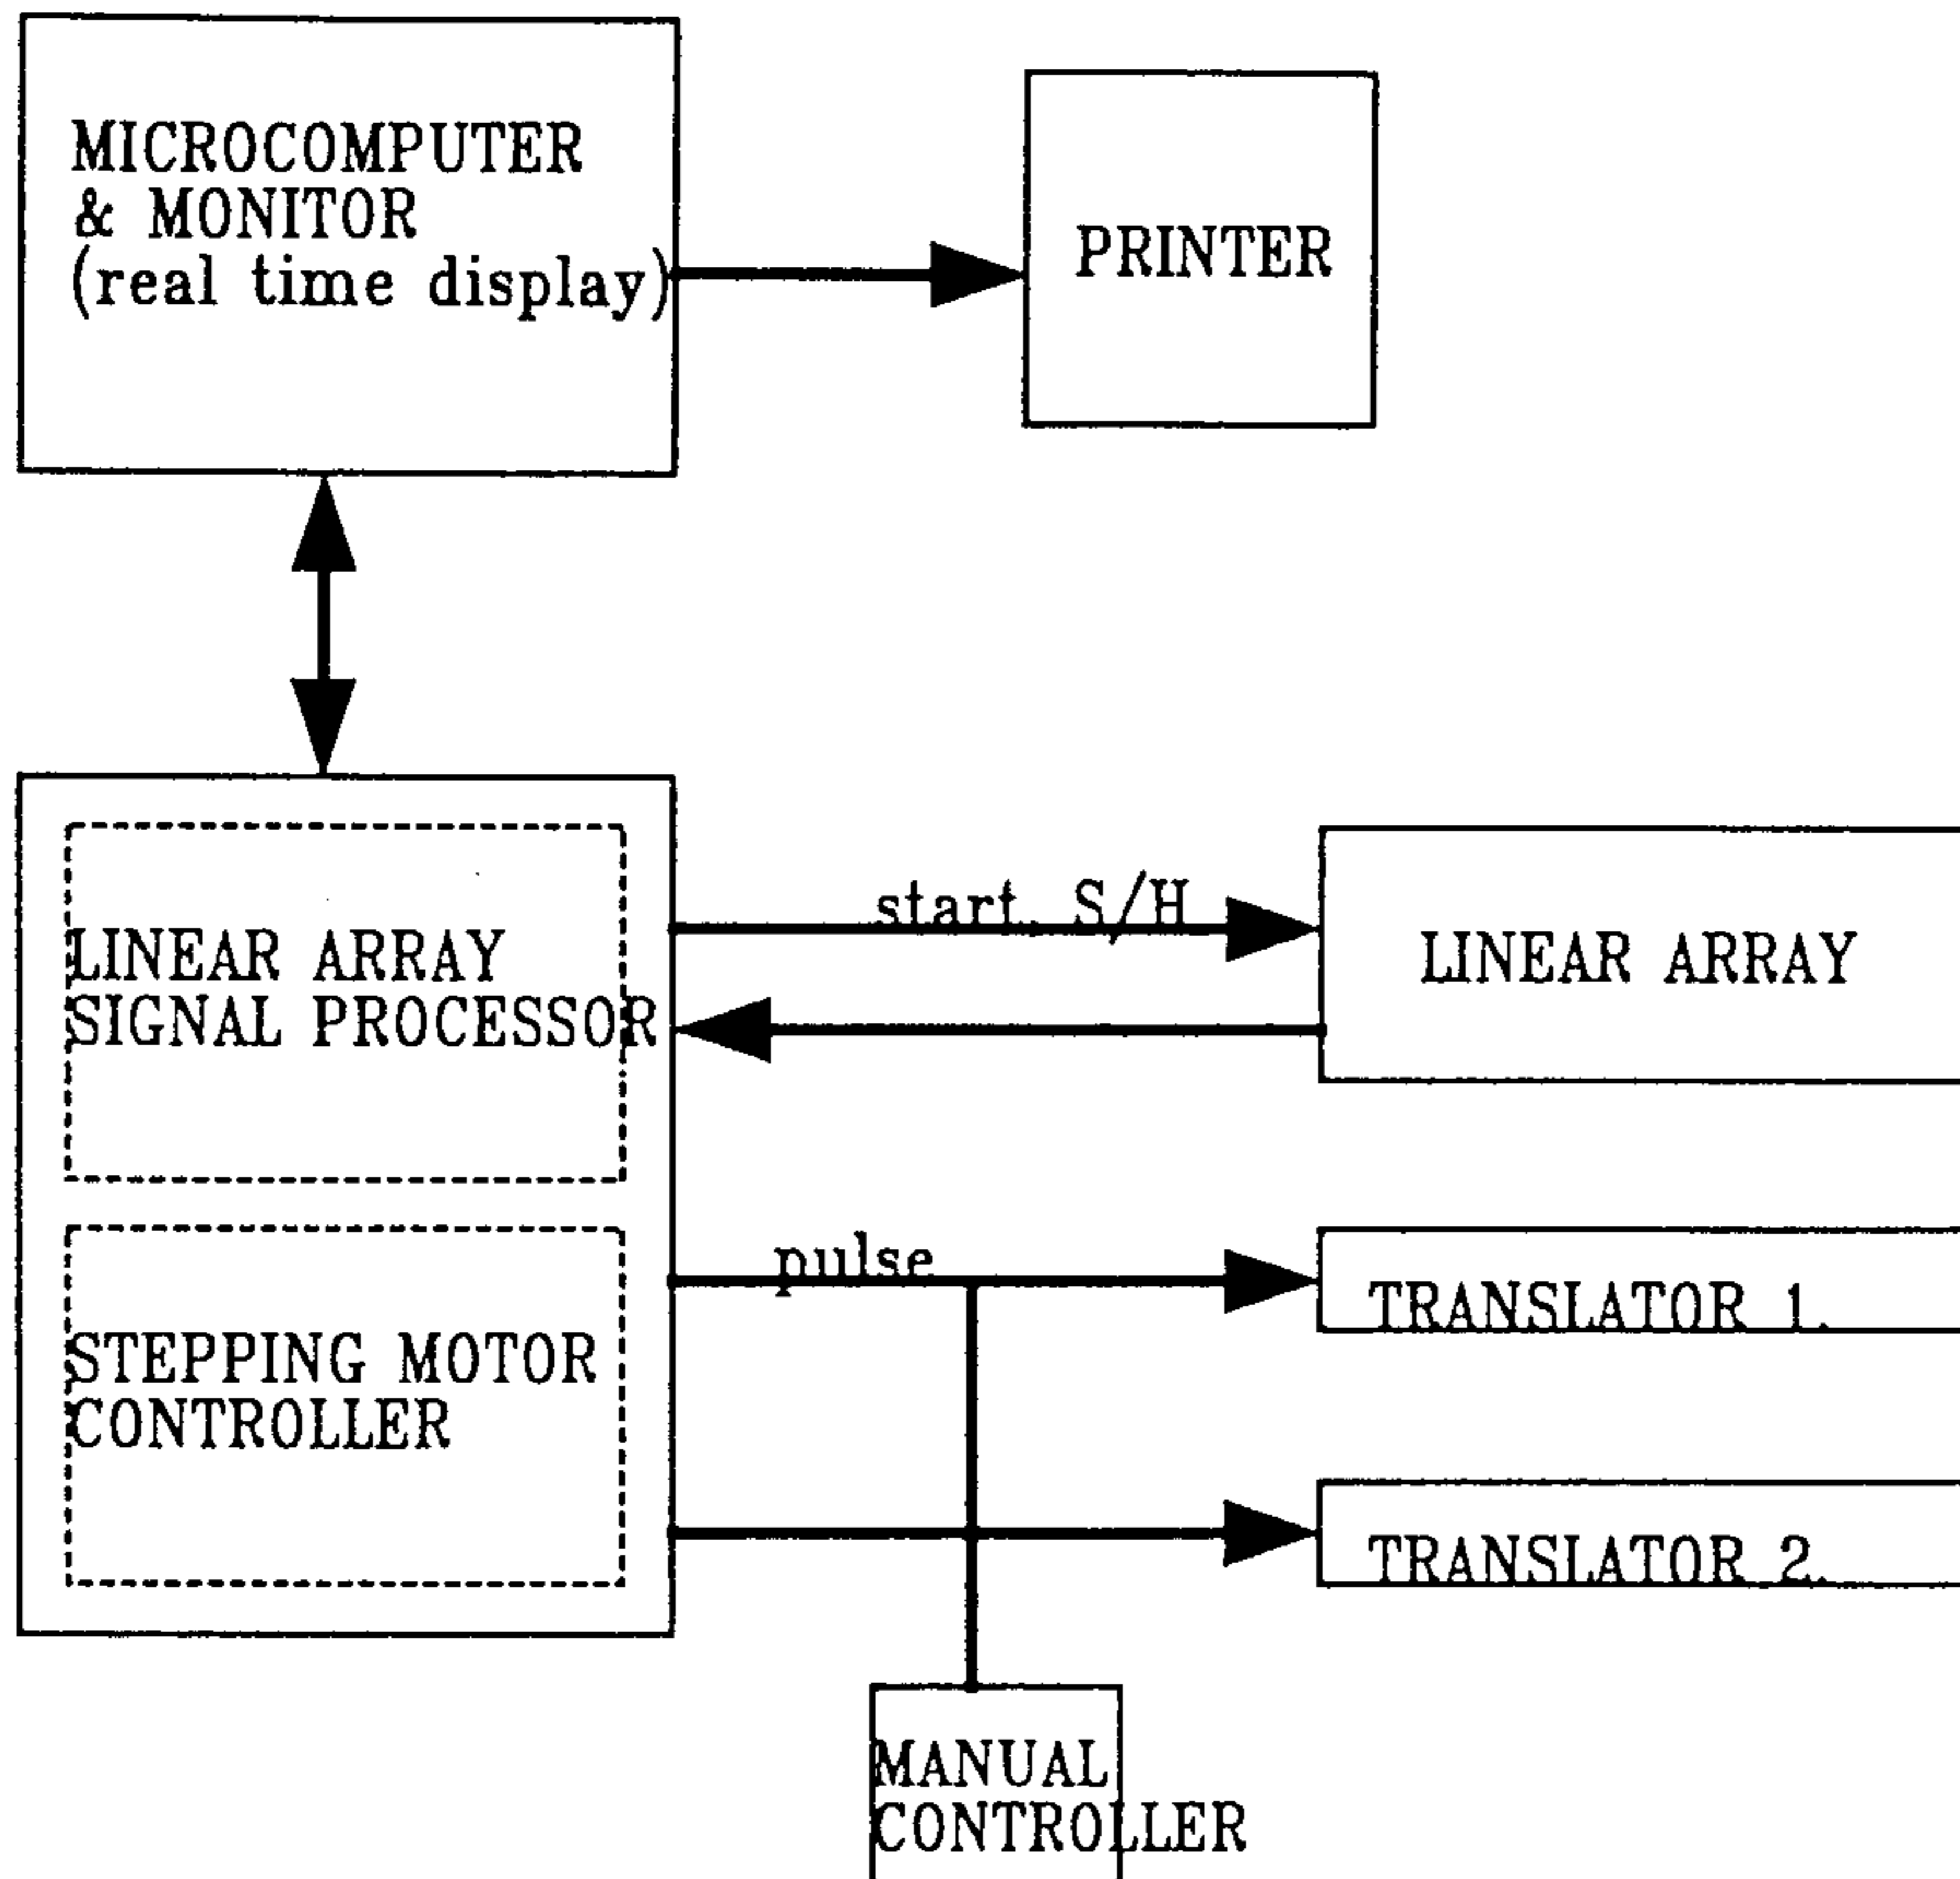 MICROCOMPUTER
& MONITOR
(real time display)
PRINTER
start, S/H
LINEAR ARRAY
SIGNAL PROCESSOR
LINEAR ARRAY
pulse
STEPPING MOTOR
CONTROLLER
TRANSLATOR 1.
TRANSLATOR 2.
MANUAL
CONTROLLER